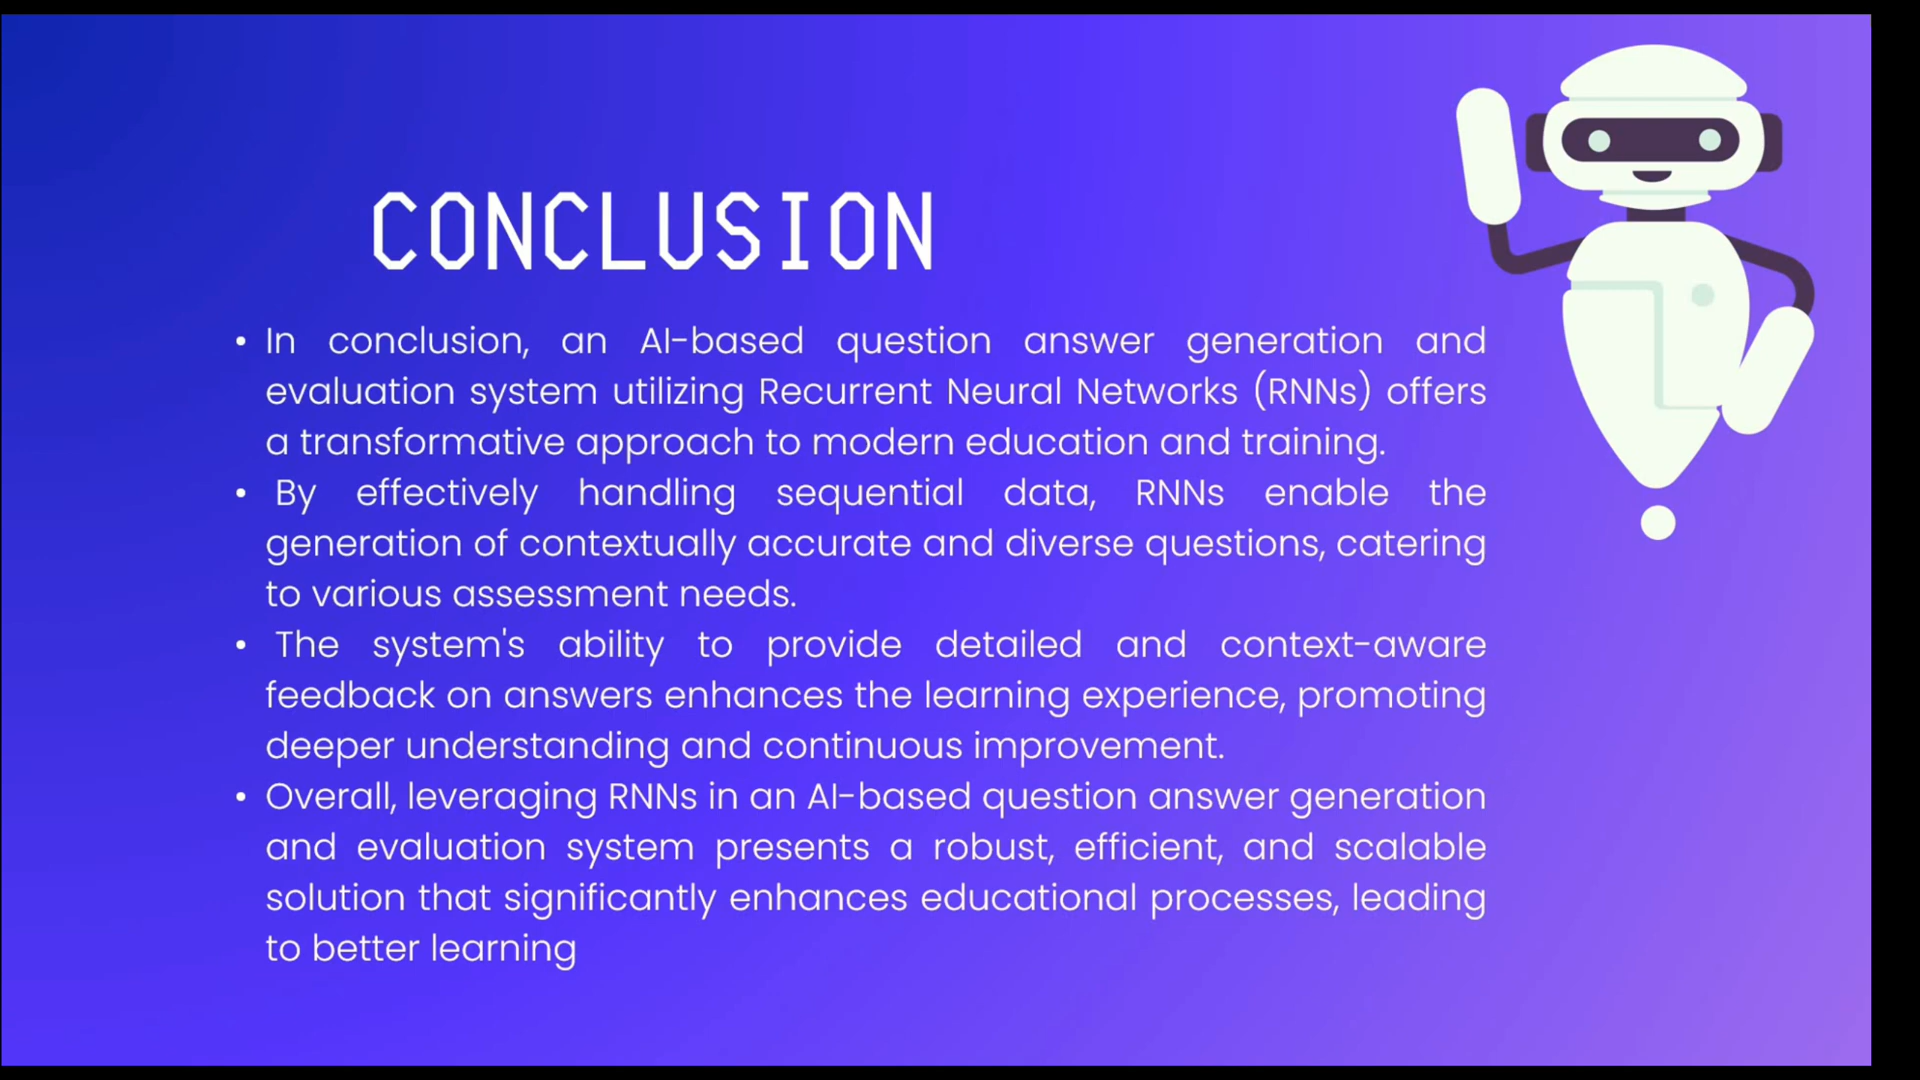 CONCLUSION
• In conclusion, an AI-based question answer generation and
evaluation system utilizing Recurrent Neural Networks (RNNs) offers
a transformative approach to modern education and training.
• By effectively handling sequential data, RNNs enable the
generation of contextually accurate and diverse questions, catering
to various assessment needs.
• The system's ability to provide detailed and context-aware
feedback on answers enhances the learning experience, promoting
deeper understanding and continuous improvement.
• Overall, leveraging RNNs in an AI-based question answer generation
and evaluation system presents a robust, efficient, and scalable
solution that significantly enhances educational processes, leading
to better learning